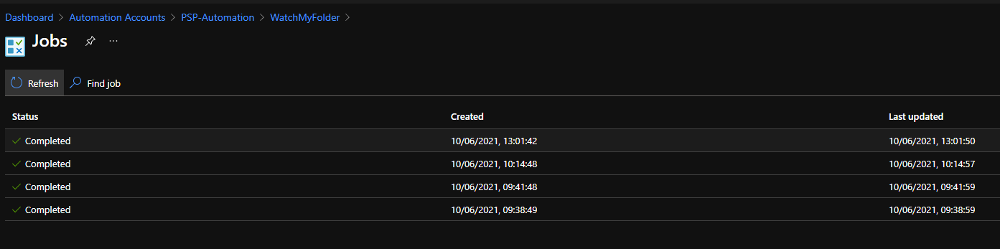 Dashboard > Automation Accounts > PSP-Automation > WatchMyFolder >
Jobs ...
Refresh Find job
Status Created Last updated
Completed 10/06/2021, 13:01:42 10/06/2021, 13:01:50
Completed 10/06/2021, 10:14:48 10/06/2021, 10:14:57
Completed 10/06/2021, 09:41:48 10/06/2021, 09:41:59
Completed 10/06/2021, 09:38:49 10/06/2021, 09:38:59